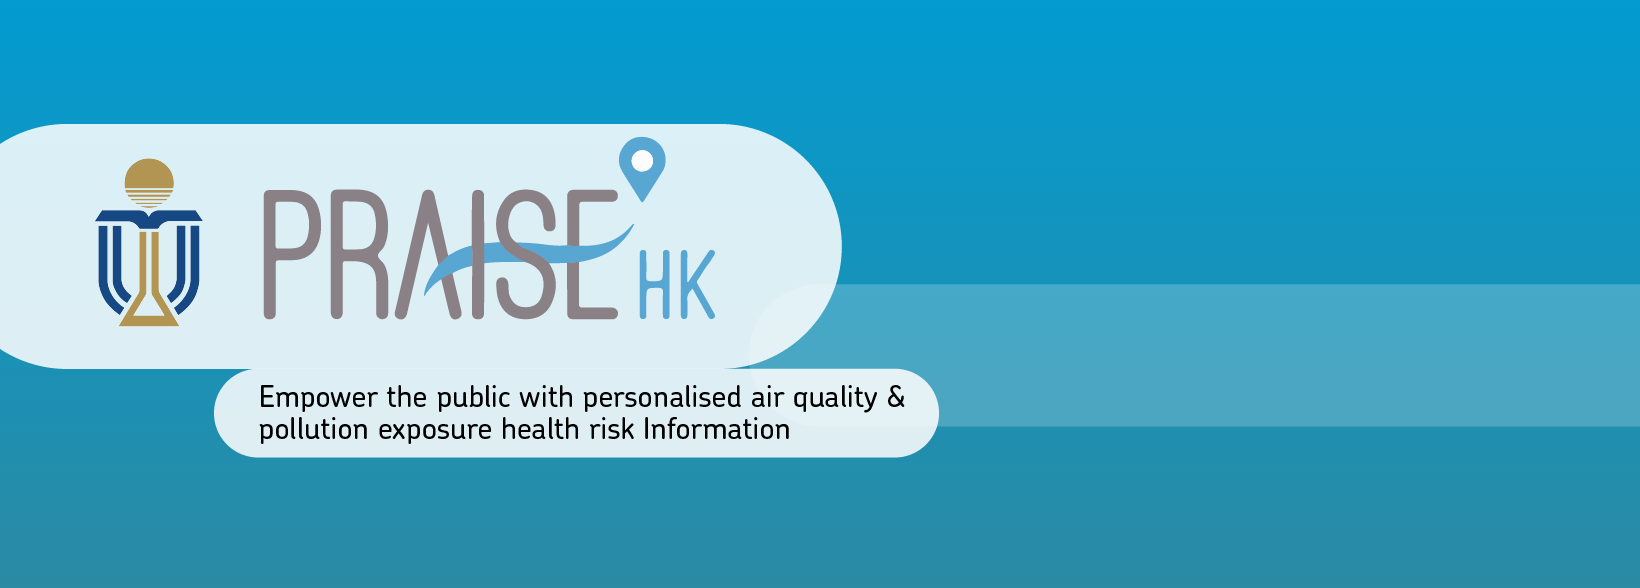 PRAISE HK
Empower the public with personalised air quality &
pollution exposure health risk Information